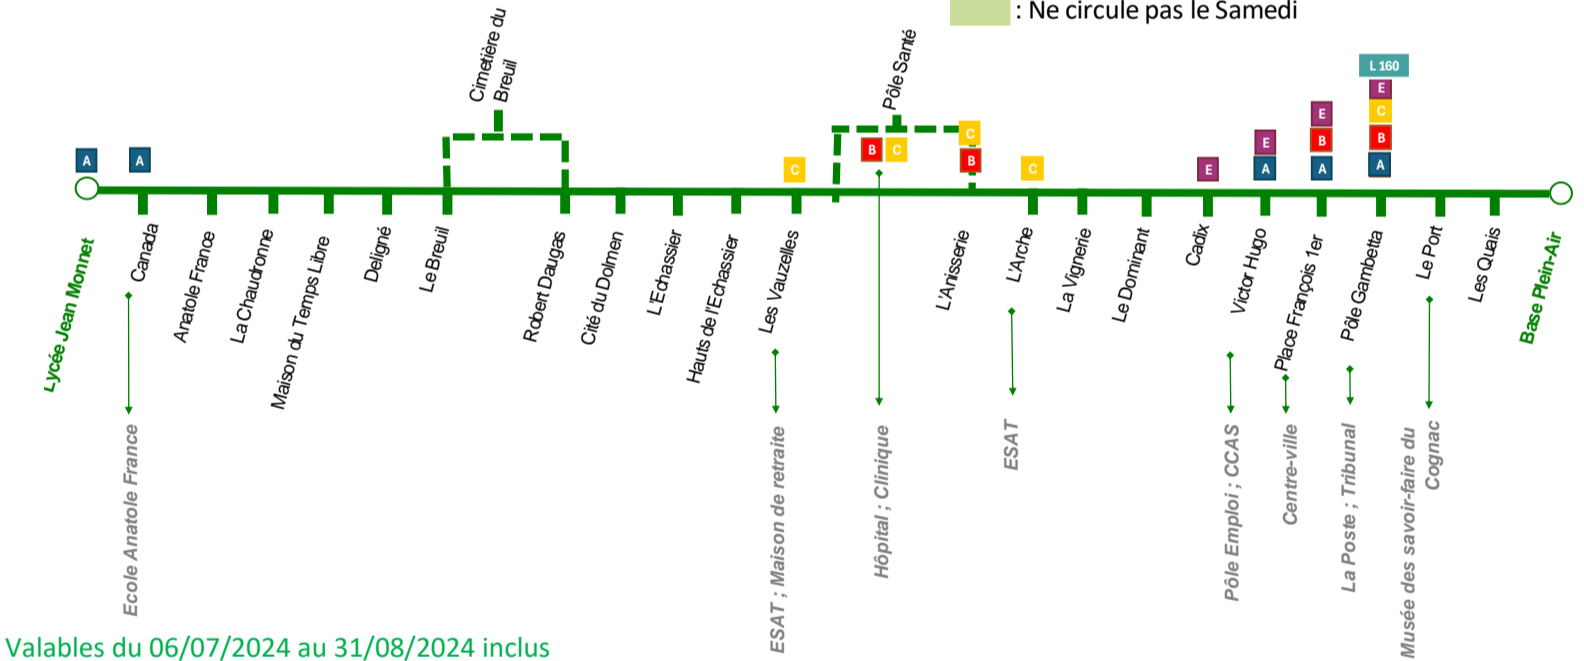 : Ne circule pas le Samedi
Cimetière du
Breuil
Pôle Santé
L 160
E
C
B
A
E
B
A
E
A
E
C
C
B
B
C
C
A
A
Lycée Jean Monnet
Canada
Anatole France
La Chaudronne
Maison du Temps Libre
Deligné
Le Breuil
Robert Daugas
Cité du Dolmen
L'Echassier
Hauts de l'Echassier
Les Vauzelles
L'Anisserie
L'Arche
La Vignerie
Le Dominant
Cadix
Victor Hugo
Place François 1er
Pôle Gambetta
Le Port
Les Quais
Base Plein-Air
Ecole Anatole France
ESAT ; Maison de retraite
Hôpital ; Clinique
ESAT
Pôle Emploi ; CCAS
Centre-ville
La Poste ; Tribunal
Musée des savoir-faire du
Cognac
Valables du 06/07/2024 au 31/08/2024 inclus